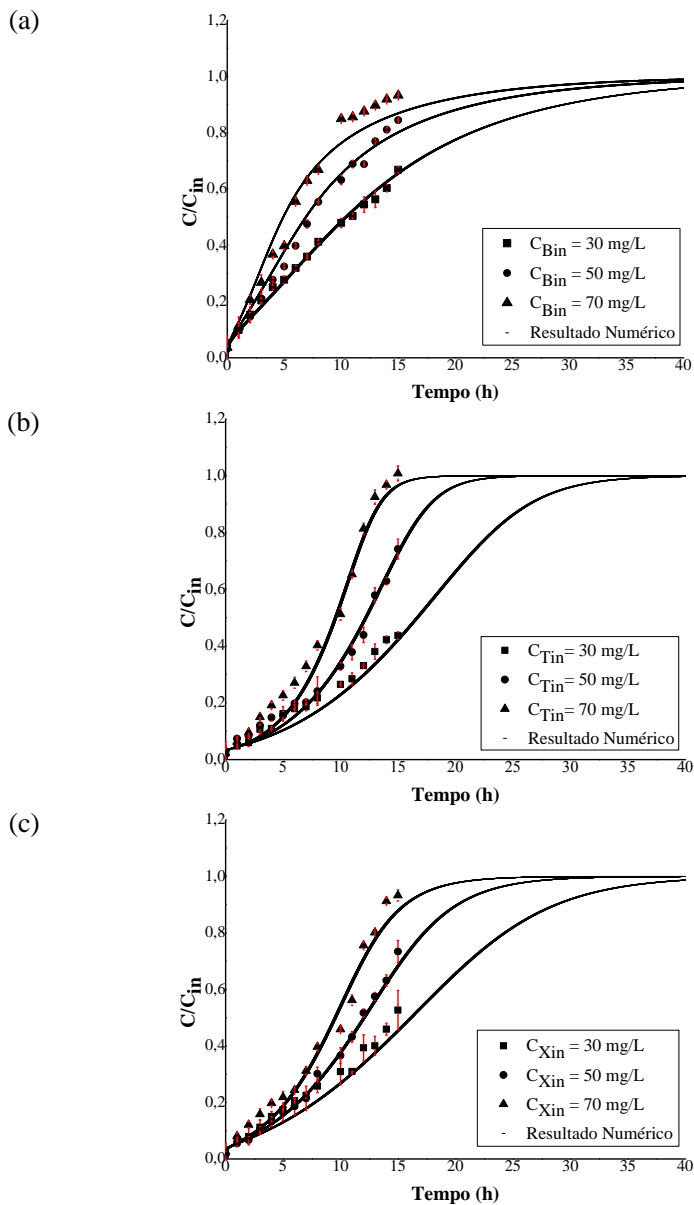 (a)
1,2
1,0
0,8
0,6
0,4
0,2
0,0
C/C_in
0 5 10 15 20 25 30 35 40
Tempo (h)
C_Bin = 30 mg/L
C_Bin = 50 mg/L
C_Bin = 70 mg/L
- Resultado Numérico
(b)
1,2
1,0
0,8
0,6
0,4
0,2
0,0
C/C_in
0 5 10 15 20 25 30 35 40
Tempo (h)
C_Tin = 30 mg/L
C_Tin = 50 mg/L
C_Tin = 70 mg/L
- Resultado Numérico
(c)
1,2
1,0
0,8
0,6
0,4
0,2
0,0
C/C_in
0 5 10 15 20 25 30 35 40
Tempo (h)
C_Xin = 30 mg/L
C_Xin = 50 mg/L
C_Xin = 70 mg/L
- Resultado Numérico